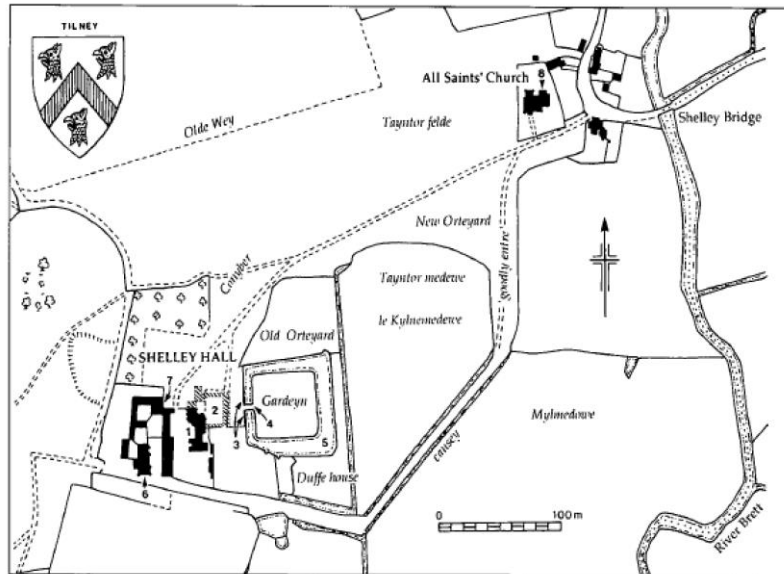 TILNEY
Olde Wey
All Saints' Church
8
Tayntor felde
Shelley Bridge
New Orteyard
goodly entre
Conyber
Tayntor medewe
le Kylnemedewe
Old Orteyard
SHELLEY HALL
7
Gardeyn
2
1
3
4
5
Mylmedowe
causey
Duffe house
6
0
100 m
River Brett